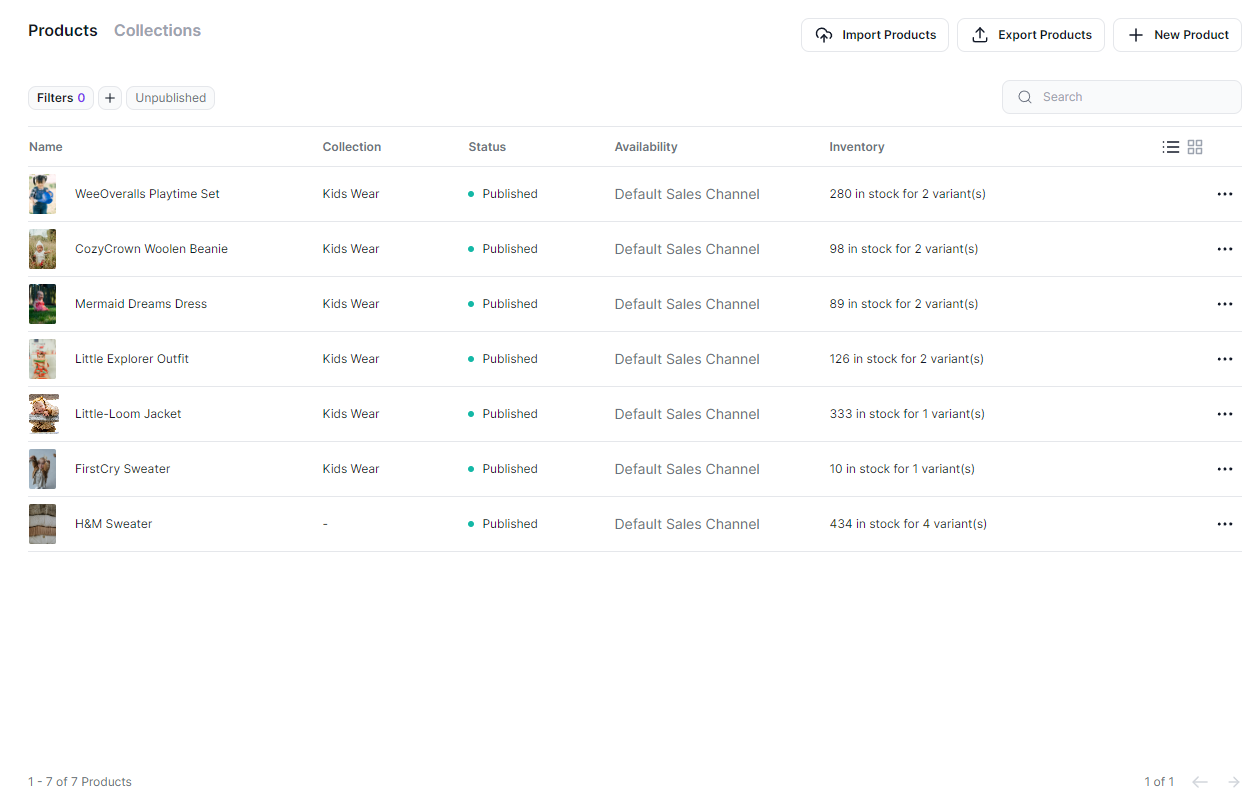 Products Collections
Import Products Export Products New Product
Filters 0 + Unpublished
Search
Name Collection Status Availability Inventory
WeeOveralls Playtime Set Kids Wear Published Default Sales Channel 280 in stock for 2 variant(s)
CozyCrown Woolen Beanie Kids Wear Published Default Sales Channel 98 in stock for 2 variant(s)
Mermaid Dreams Dress Kids Wear Published Default Sales Channel 89 in stock for 2 variant(s)
Little Explorer Outfit Kids Wear Published Default Sales Channel 126 in stock for 2 variant(s)
Little-Loom Jacket Kids Wear Published Default Sales Channel 333 in stock for 1 variant(s)
FirstCry Sweater Kids Wear Published Default Sales Channel 10 in stock for 1 variant(s)
H&M Sweater - Published Default Sales Channel 434 in stock for 4 variant(s)
1 - 7 of 7 Products 1 of 1